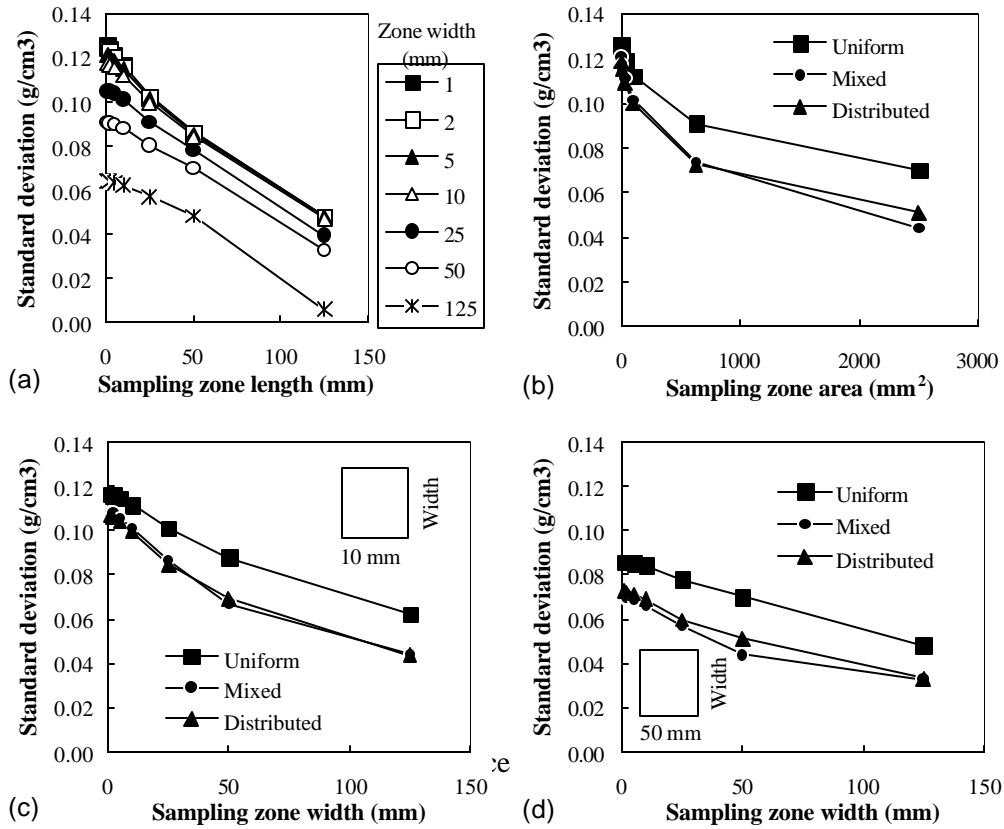 Standard deviation (g/cm3)
0.14
0.12
0.10
0.08
0.06
0.04
0.02
0.00
0
50
100
150
Sampling zone length (mm)
(a)
Zone width
(mm)
1
2
5
10
25
50
125
Standard deviation (g/cm3)
0.14
0.12
0.10
0.08
0.06
0.04
0.02
0.00
0
1000
2000
3000
Sampling zone area (mm²)
(b)
Uniform
Mixed
Distributed
Standard deviation (g/cm3)
0.14
0.12
0.10
0.08
0.06
0.04
0.02
0.00
0
50
100
150
Sampling zone width (mm)
(c)
Width
10 mm
Uniform
Mixed
Distributed
ce
Standard deviation (g/cm3)
0.14
0.12
0.10
0.08
0.06
0.04
0.02
0.00
0
50
100
150
Sampling zone width (mm)
(d)
Uniform
Mixed
Distributed
Width
50 mm